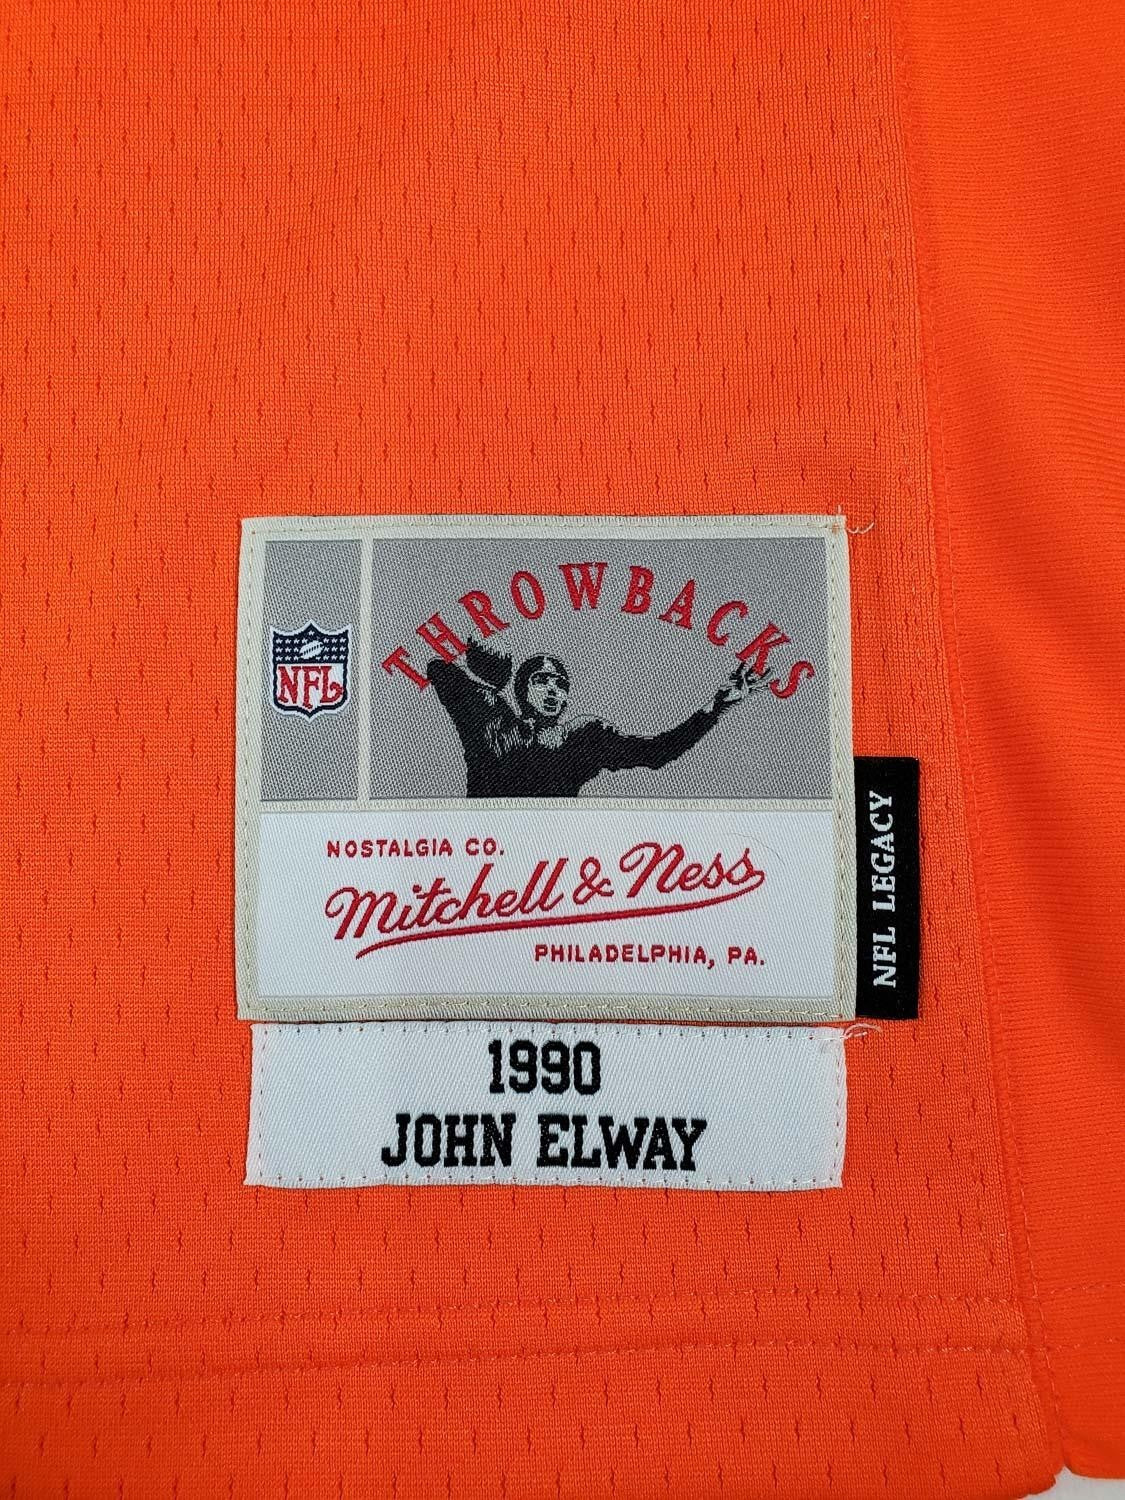 THROWBACKS
NFL
NOSTALGIA CO.
Mitchell & Ness
PHILADELPHIA, PA.
NFL LEGACY
1990
JOHN ELWAY